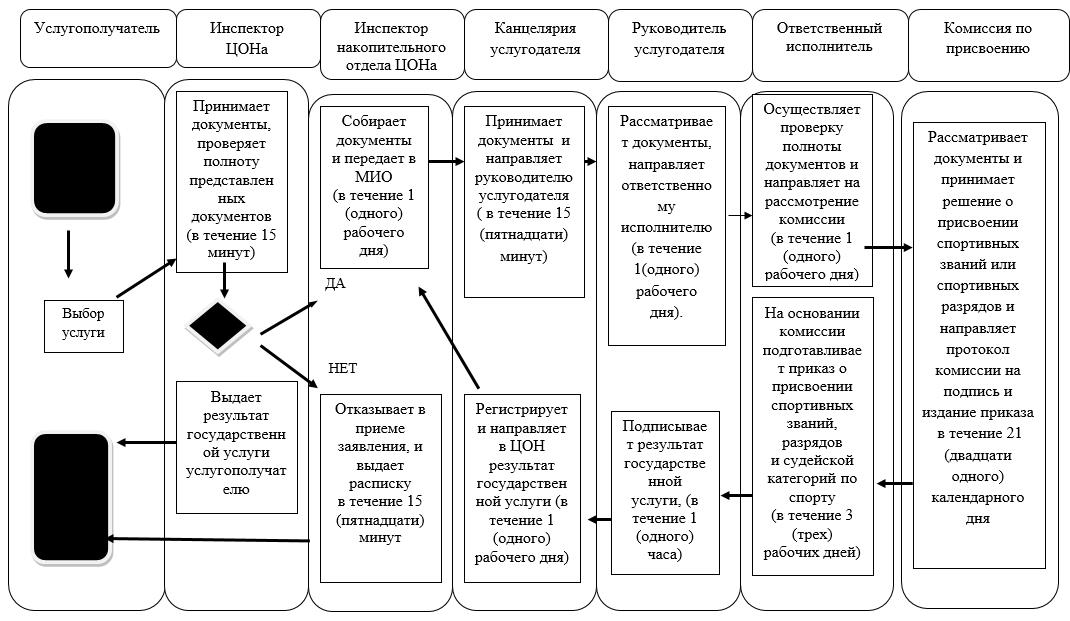 Услугополучатель
Инспектор
ЦОНа
Инспектор
накопительного
отдела ЦОНа
Канцелярия
услугодателя
Руководитель
услугодателя
Ответственный
исполнитель
Комиссия по
присвоению
Выбор
услуги
Принимает
документы,
проверяет
полноту
представлен
ных
документов
(в течение 15
минут)
Выдает
результат
государственн
ой услуги
услугополучат
елю
Собирает
документы
и передает в
МИО
(в течение 1
(одного)
рабочего
дня)
ДА
НЕТ
Отказывает в
приеме
заявления, и
выдает
расписку
в течение 15
(пятнадцати)
минут
Принимает
документы и
направляет
руководителю
услугодателя
( в течение 15
(пятнадцати)
минут)
Регистрирует
и направляет
в ЦОН
результат
государствен
ной услуги (в
течение 1
(одного)
рабочего дня)
Рассматривае
т документы,
направляет
ответственно
му
исполнителю
(в течение
1(одного)
рабочего
дня).
Подписывае
т результат
государстве
нной
услуги, (в
течение 1
(одного)
часа)
Осуществляет
проверку
полноты
документов и
направляет на
рассмотрение
комиссии
(в течение 1
(одного)
рабочего дня)
На основании
комиссии
подготавливае
т приказ о
присвоении
спортивных
званий,
разрядов
и судейской
категорий по
спорту
(в течение 3
(трех)
рабочих дней)
Рассматривает
документы и
принимает
решение о
присвоении
спортивных
званий или
спортивных
разрядов и
направляет
протокол
комиссии на
подпись и
издание приказа
в течение 21
(двадцати
одного)
календарного
дня